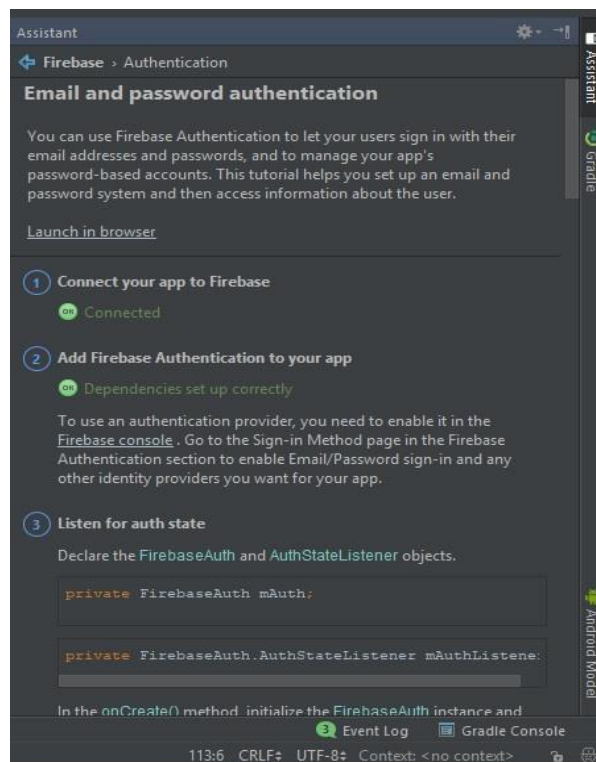 Assistant
Firebase › Authentication
Email and password authentication
You can use Firebase Authentication to let your users sign in with their
email addresses and passwords, and to manage your app's
password-based accounts. This tutorial helps you set up an email and
password system and then access information about the user.
Launch in browser
1 Connect your app to Firebase
OK Connected
2 Add Firebase Authentication to your app
OK Dependencies set up correctly
To use an authentication provider, you need to enable it in the
Firebase console . Go to the Sign-in Method page in the Firebase
Authentication section to enable Email/Password sign-in and any
other identity providers you want for your app.
3 Listen for auth state
Declare the FirebaseAuth and AuthStateListener objects.
private FirebaseAuth mAuth;
private FirebaseAuth.AuthStateListener mAuthListene
In the onCreate() method, initialize the FirebaseAuth instance and
3 Event Log Gradle Console
113:6 CRLF UTF-8 Context: <no context>
Assistant
Gradle
Android Model